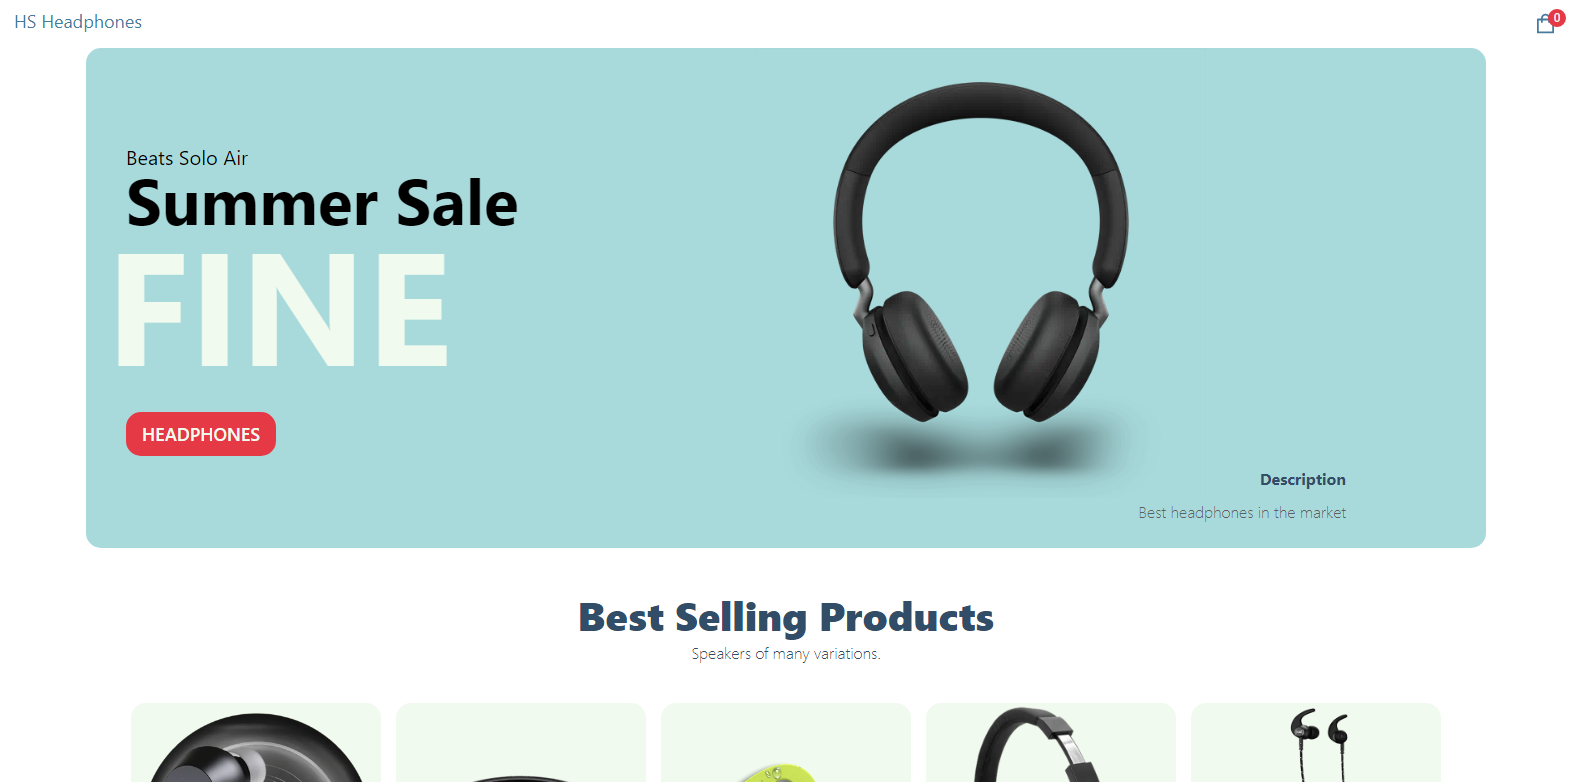 HS Headphones
0
Beats Solo Air
Summer Sale
FINE
HEADPHONES
Description
Best headphones in the market
Best Selling Products
Speakers of many variations.